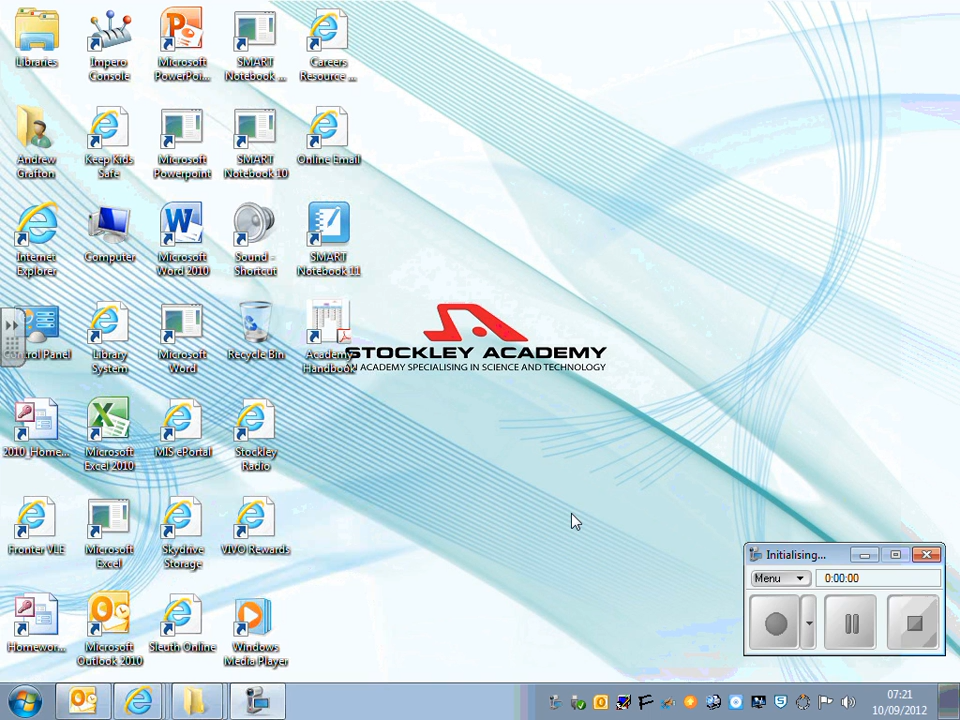 Libraries
Impero
Console
Microsoft
PowerPoi...
SMART
Notebook ...
Careers
Resource ...
Andrew
Grafton
Keep Kids
Safe
Microsoft
Powerpoint
SMART
Notebook 10
Online Email
Internet
Explorer
Computer
Microsoft
Word 2010
Sound -
Shortcut
SMART
Notebook 11
Control Panel
Library
System
Microsoft
Word
Recycle Bin
Academy
Handbook
STOCKLEY ACADEMY
N ACADEMY SPECIALISING IN SCIENCE AND TECHNOLOGY
2010_Home...
Microsoft
Excel 2010
MIS ePortal
Stockley
Radio
Fronter VLE
Microsoft
Excel
Skydrive
Storage
VIVO Rewards
Homewor...
Microsoft
Outlook 2010
Sleuth Online
Windows
Media Player
Initialising...
Menu
0:00:00
07:21
10/09/2012